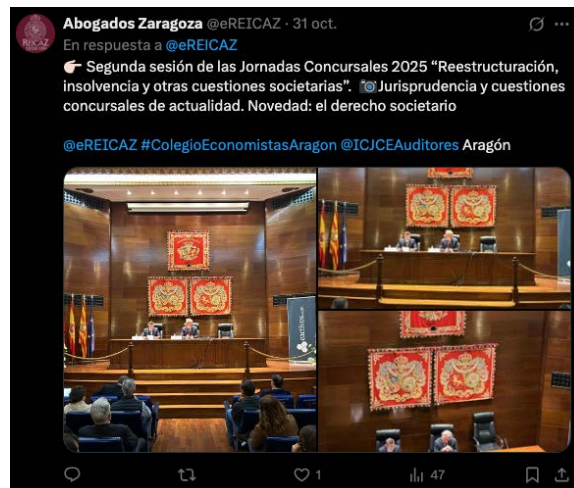 Abogados Zaragoza @eREICAZ · 31 oct.
En respuesta a @eREICAZ
👉🏻 Segunda sesión de las Jornadas Concursales 2025 “Reestructuración,
insolvencia y otras cuestiones societarias”. 📷Jurisprudencia y cuestiones
concursales de actualidad. Novedad: el derecho societario
@eREICAZ #ColegioEconomistasAragon @ICJCEAuditores Aragón
REICAZ
1
47